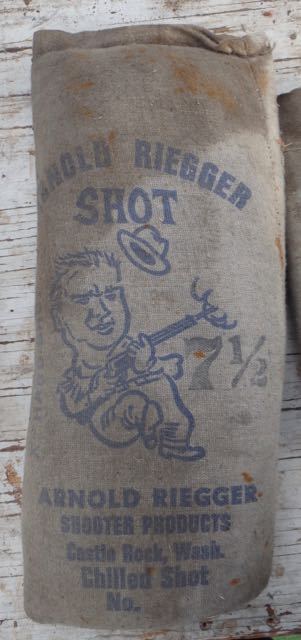 ARNOLD RIEGGER
SHOT
7½
ARNOLD RIEGGER
SHOOTER PRODUCTS
Castle Rock, Wash.
Chilled Shot
No.